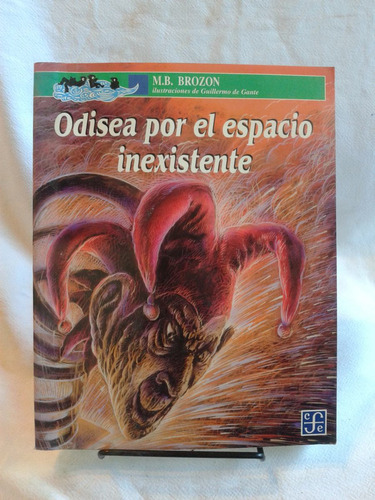 M.B. BROZON
ilustraciones de Guillermo de Gante
Odisea por el espacio
inexistente
c f e